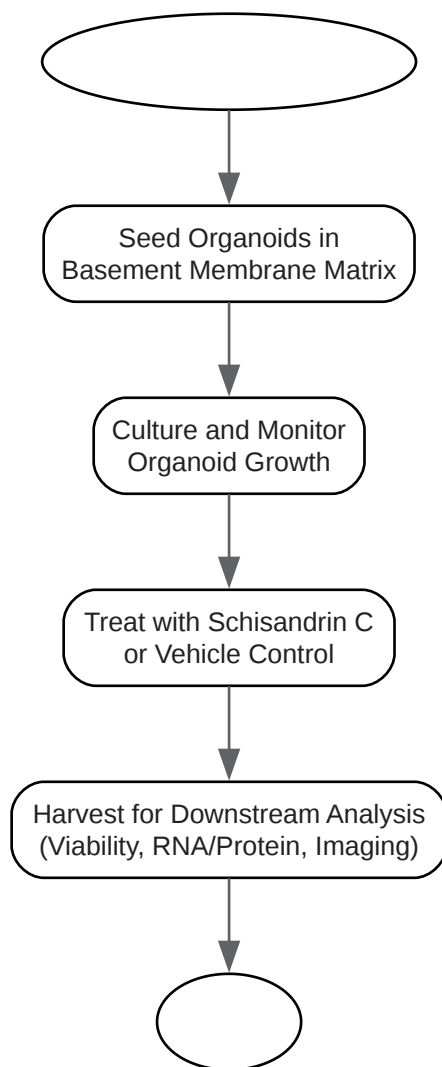 Seed Organoids in
Basement Membrane Matrix
Culture and Monitor
Organoid Growth
Treat with Schisandrin C
or Vehicle Control
Harvest for Downstream Analysis
(Viability, RNA/Protein, Imaging)